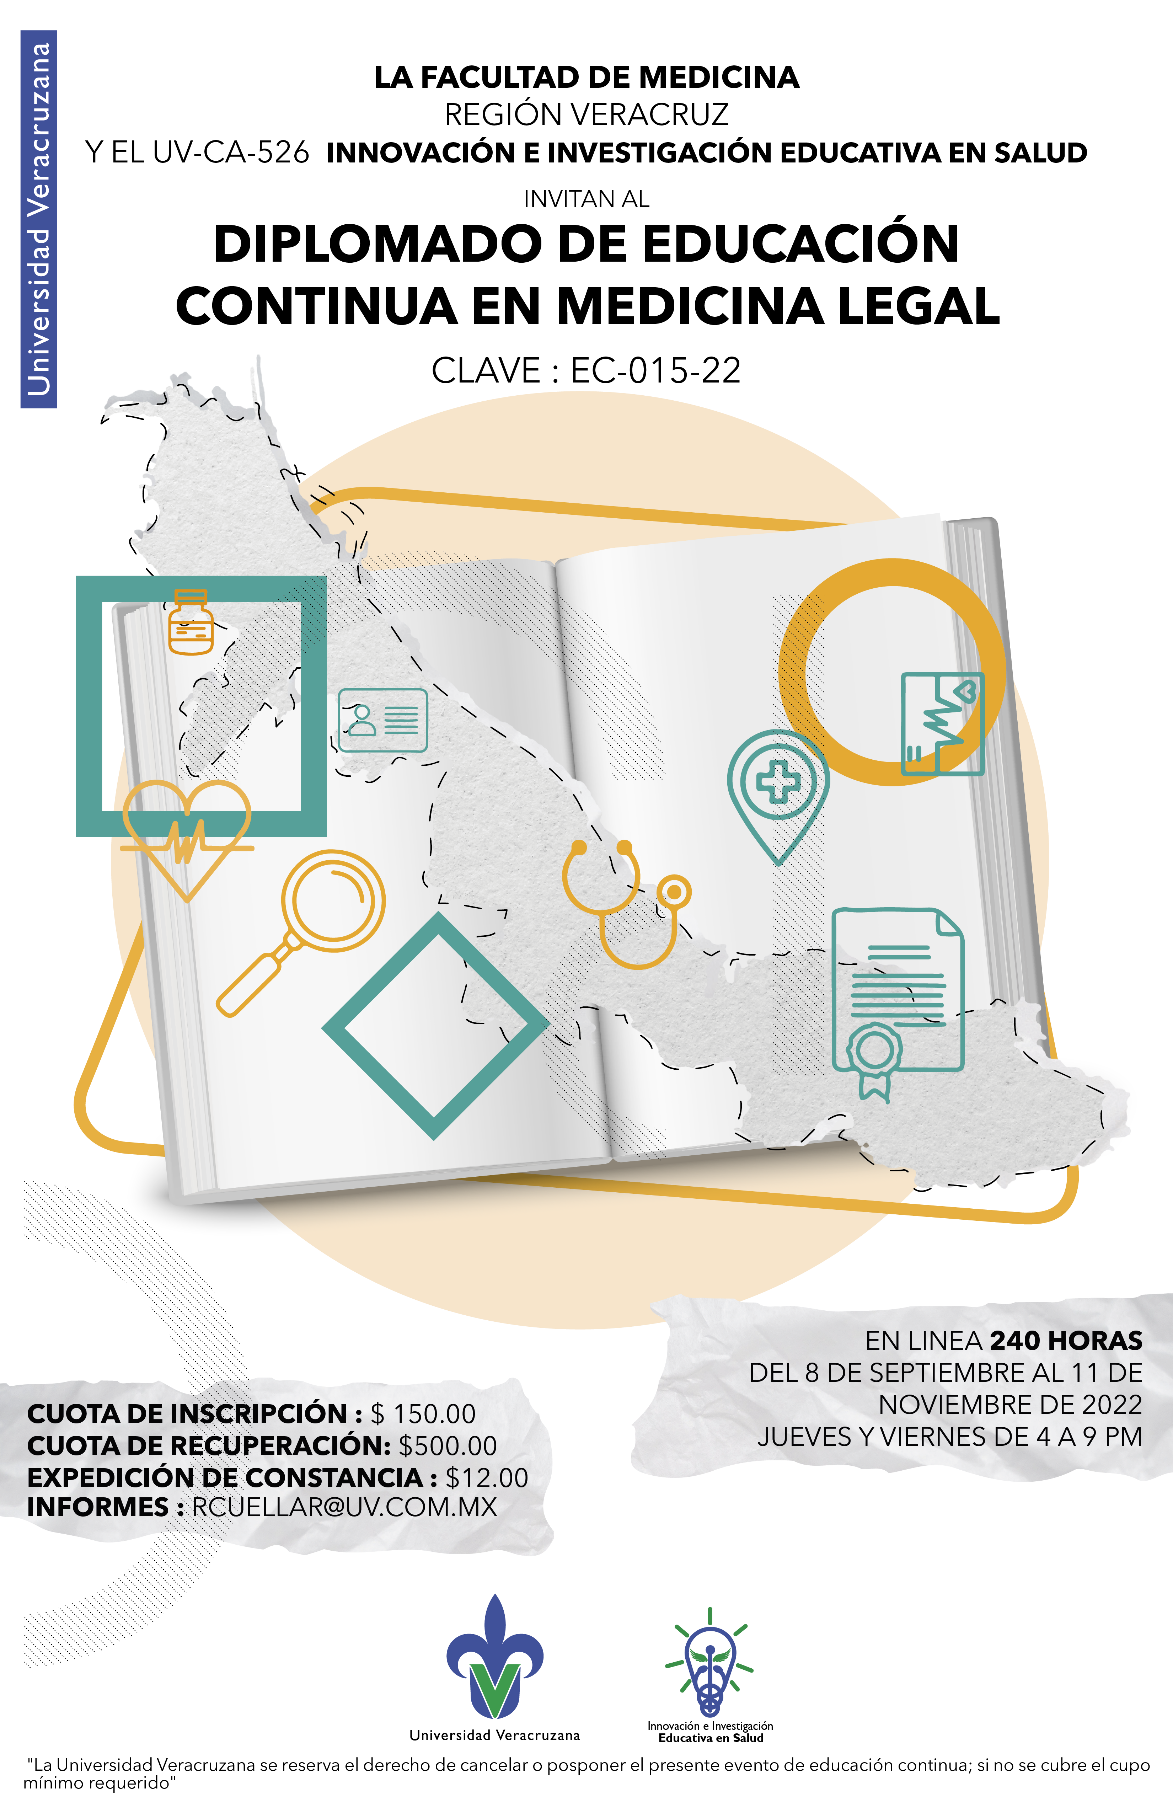 Universidad Veracruzana
LA FACULTAD DE MEDICINA
REGIÓN VERACRUZ
Y EL UV-CA-526 INNOVACIÓN E INVESTIGACIÓN EDUCATIVA EN SALUD
INVITAN AL
DIPLOMADO DE EDUCACIÓN
CONTINUA EN MEDICINA LEGAL
CLAVE : EC-015-22
EN LINEA 240 HORAS
DEL 8 DE SEPTIEMBRE AL 11 DE
NOVIEMBRE DE 2022
JUEVES Y VIERNES DE 4 A 9 PM
CUOTA DE INSCRIPCIÓN : $ 150.00
CUOTA DE RECUPERACIÓN: $500.00
EXPEDICIÓN DE CONSTANCIA : $12.00
INFORMES : RCUELLAR@UV.COM.MX
Universidad Veracruzana
Innovación e Investigación
Educativa en Salud
"La Universidad Veracruzana se reserva el derecho de cancelar o posponer el presente evento de educación continua; si no se cubre el cupo
mínimo requerido"